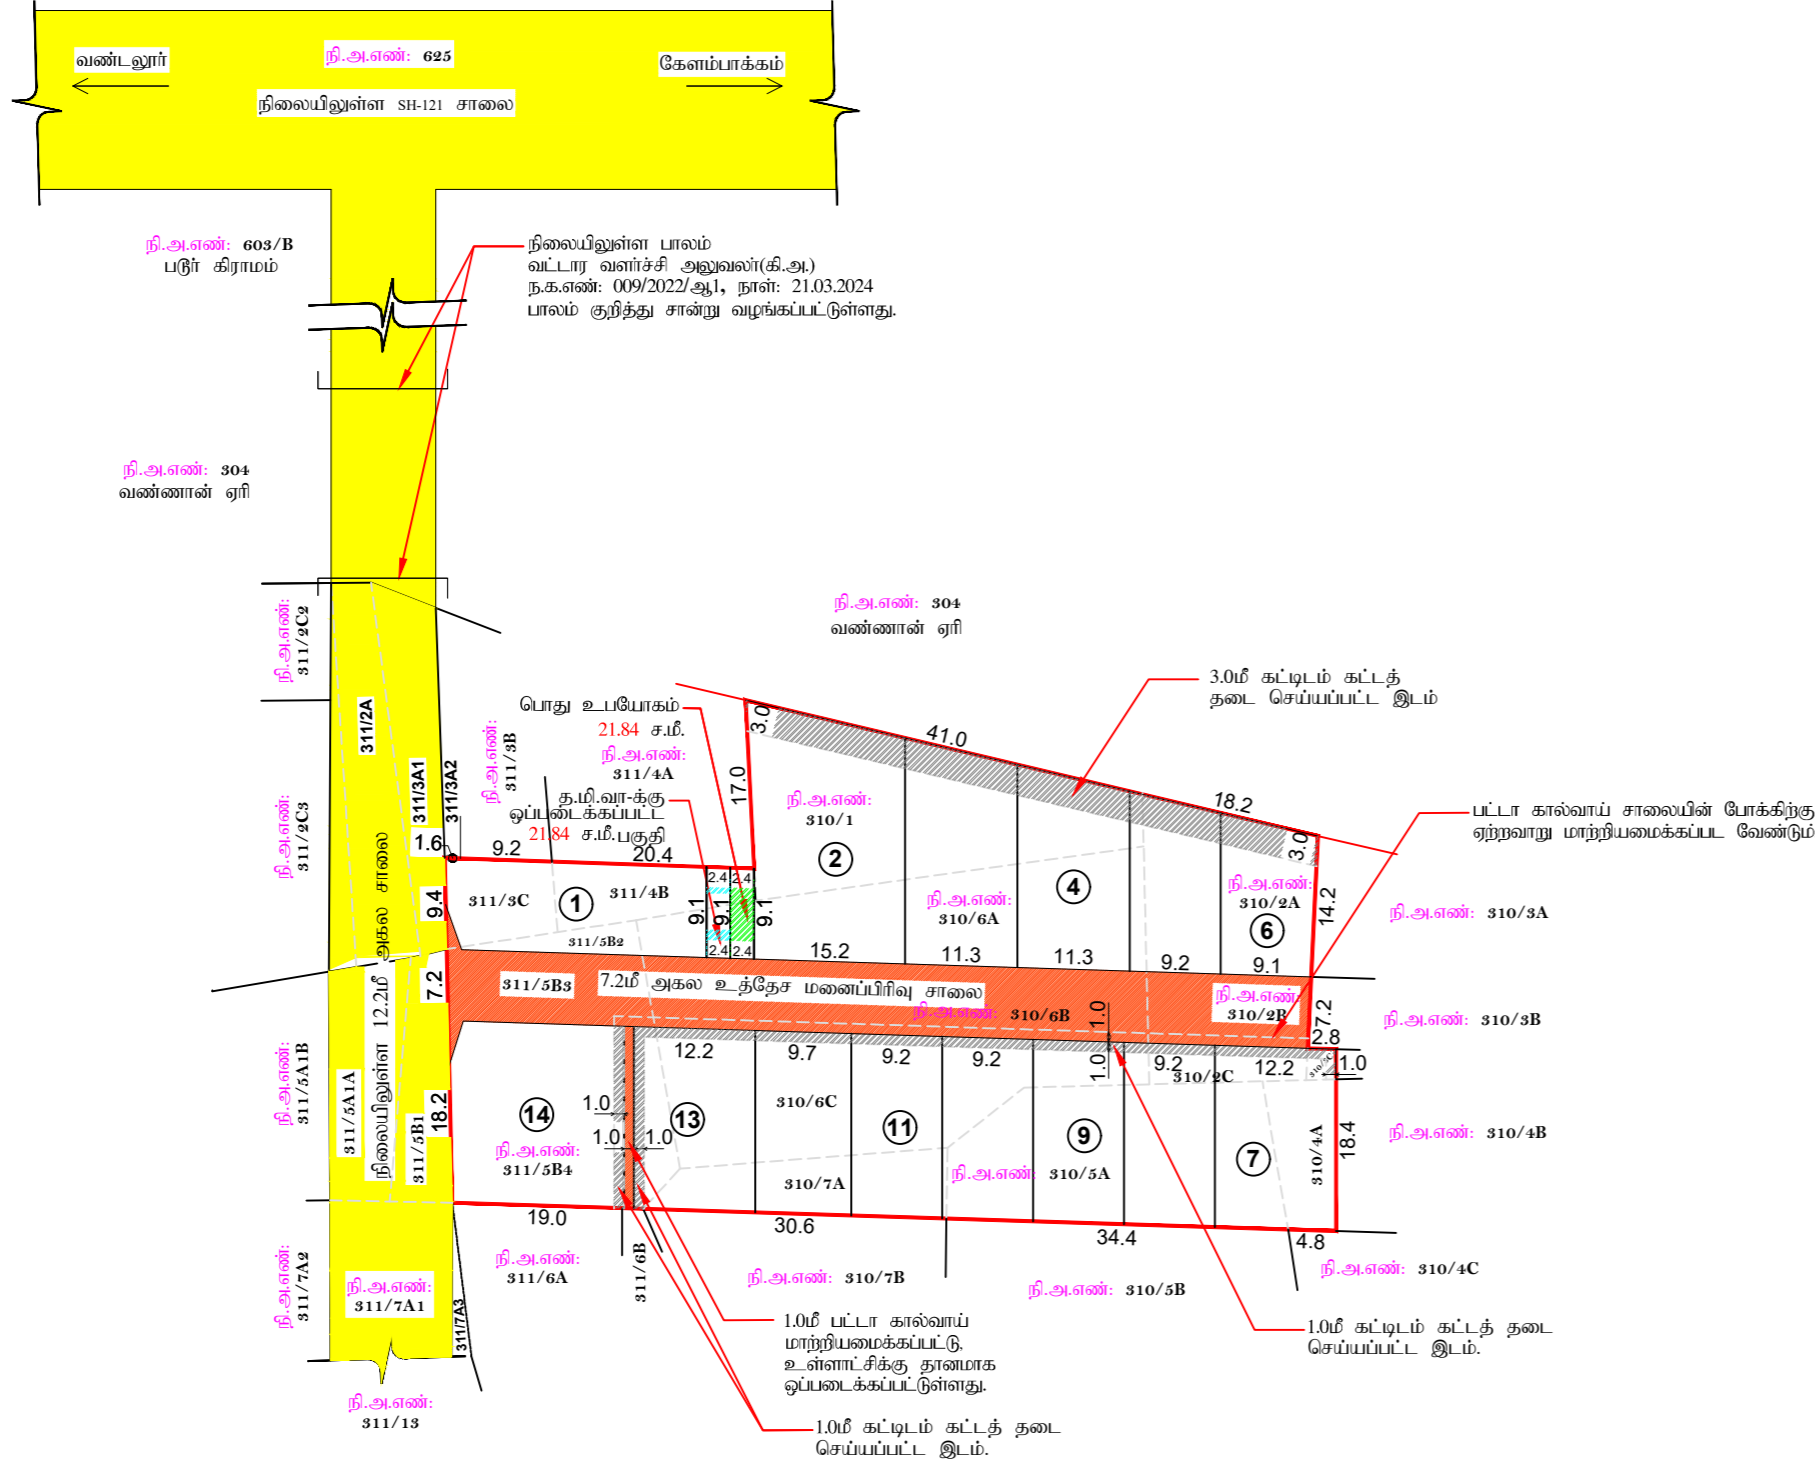 வண்டலூர்
நி.அ.எண்: 625
கேளம்பாக்கம்
நிலையிலுள்ள SH-121 சாலை
நி.அ.எண்: 603/B
படூர் கிராமம்
நிலையிலுள்ள பாலம்
வட்டார வளர்ச்சி அலுவலர்(கி.அ.)
ந.க.எண்: 009/2022/ஆ1, நாள்: 21.03.2024
பாலம் குறித்து சான்று வழங்கப்பட்டுள்ளது.
நி.அ.எண்: 304
வண்ணான் ஏரி
நி.அ.எண்: 304
வண்ணான் ஏரி
நி.அ.எண்:
311/2C2
311/2A
நி.அ.எண்:
311/2C3
311/3A1
311/3A2
நி.அ.எண்:
311/3B
பொது உபயோகம்
21.84 ச.மீ.
நி.அ.எண்:
311/4A
த.மி.வா-க்கு
ஒப்படைக்கப்பட்ட
21.84 ச.மீ.பகுதி
3.0மீ கட்டிடம் கட்டத்
தடை செய்யப்பட்ட இடம்
3.0
41.0
18.2
3.0
17.0
நி.அ.எண்:
310/1
2
பட்டா கால்வாய் சாலையின் போக்கிற்கு
ஏற்றவாறு மாற்றியமைக்கப்பட வேண்டும்
1.6
9.2
20.4
9.4
311/3C
1
311/4B
311/5B2
2.4
2.4
9.1
9.1
9.1
2.4
2.4
நி.அ.எண்:
310/6A
4
நி.அ.எண்:
310/2A
6
14.2
நி.அ.எண்: 310/3A
15.2
11.3
11.3
9.2
9.1
நிலையிலுள்ள 12.2மீ அகல சாலை
7.2
311/5B3
7.2மீ அகல உத்தேச மனைப்பிரிவு சாலை
நி.அ.எண்: 310/6B
நி.அ.எண்:
310/2B
7.2
2.8
நி.அ.எண்: 310/3B
நி.அ.எண்:
311/5A1B
311/5A1A
311/5B1
18.2
14
நி.அ.எண்:
311/5B4
1.0
1.0
1.0
12.2
9.7
9.2
9.2
1.0
1.0
9.2
310/2C
12.2
1.0
13
310/6C
11
9
7
310/7A
நி.அ.எண்: 310/5A
310/4A
18.4
நி.அ.எண்: 310/4B
19.0
30.6
34.4
4.8
நி.அ.எண்:
311/7A2
நி.அ.எண்:
311/7A1
311/7A3
நி.அ.எண்:
311/6A
311/6B
நி.அ.எண்: 310/7B
நி.அ.எண்: 310/5B
நி.அ.எண்: 310/4C
1.0மீ பட்டா கால்வாய்
மாற்றியமைக்கப்பட்டு,
உள்ளாட்சிக்கு தானமாக
ஒப்படைக்கப்பட்டுள்ளது.
1.0மீ கட்டிடம் கட்டத் தடை
செய்யப்பட்ட இடம்.
நி.அ.எண்:
311/13
1.0மீ கட்டிடம் கட்டத் தடை
செய்யப்பட்ட இடம்.